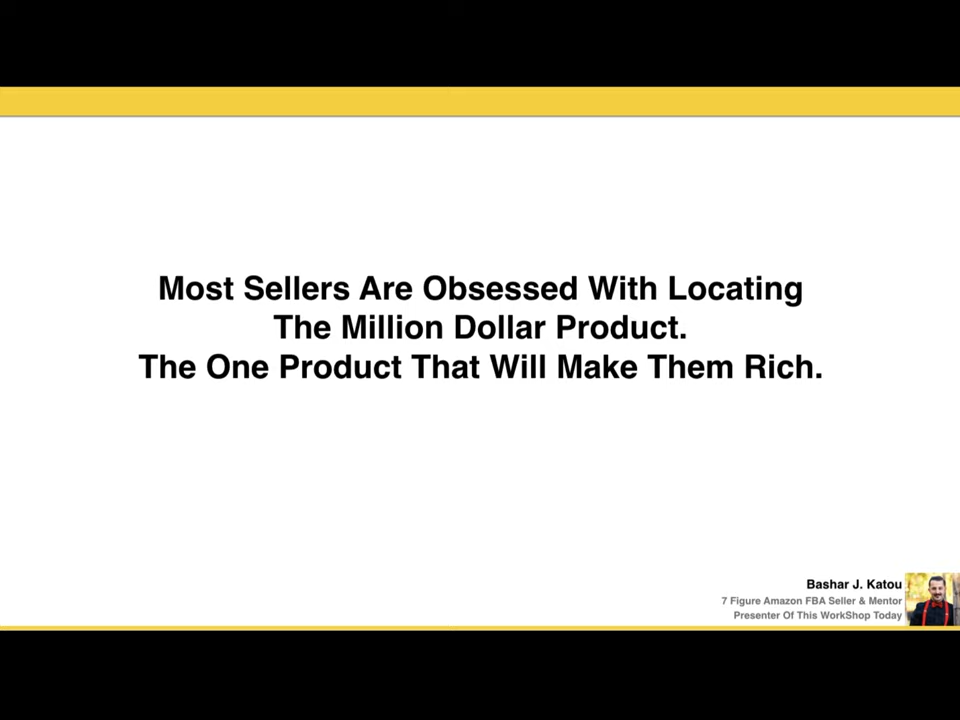 Most Sellers Are Obsessed With Locating
The Million Dollar Product.
The One Product That Will Make Them Rich.
Bashar J. Katou
7 Figure Amazon FBA Seller & Mentor
Presenter Of This WorkShop Today